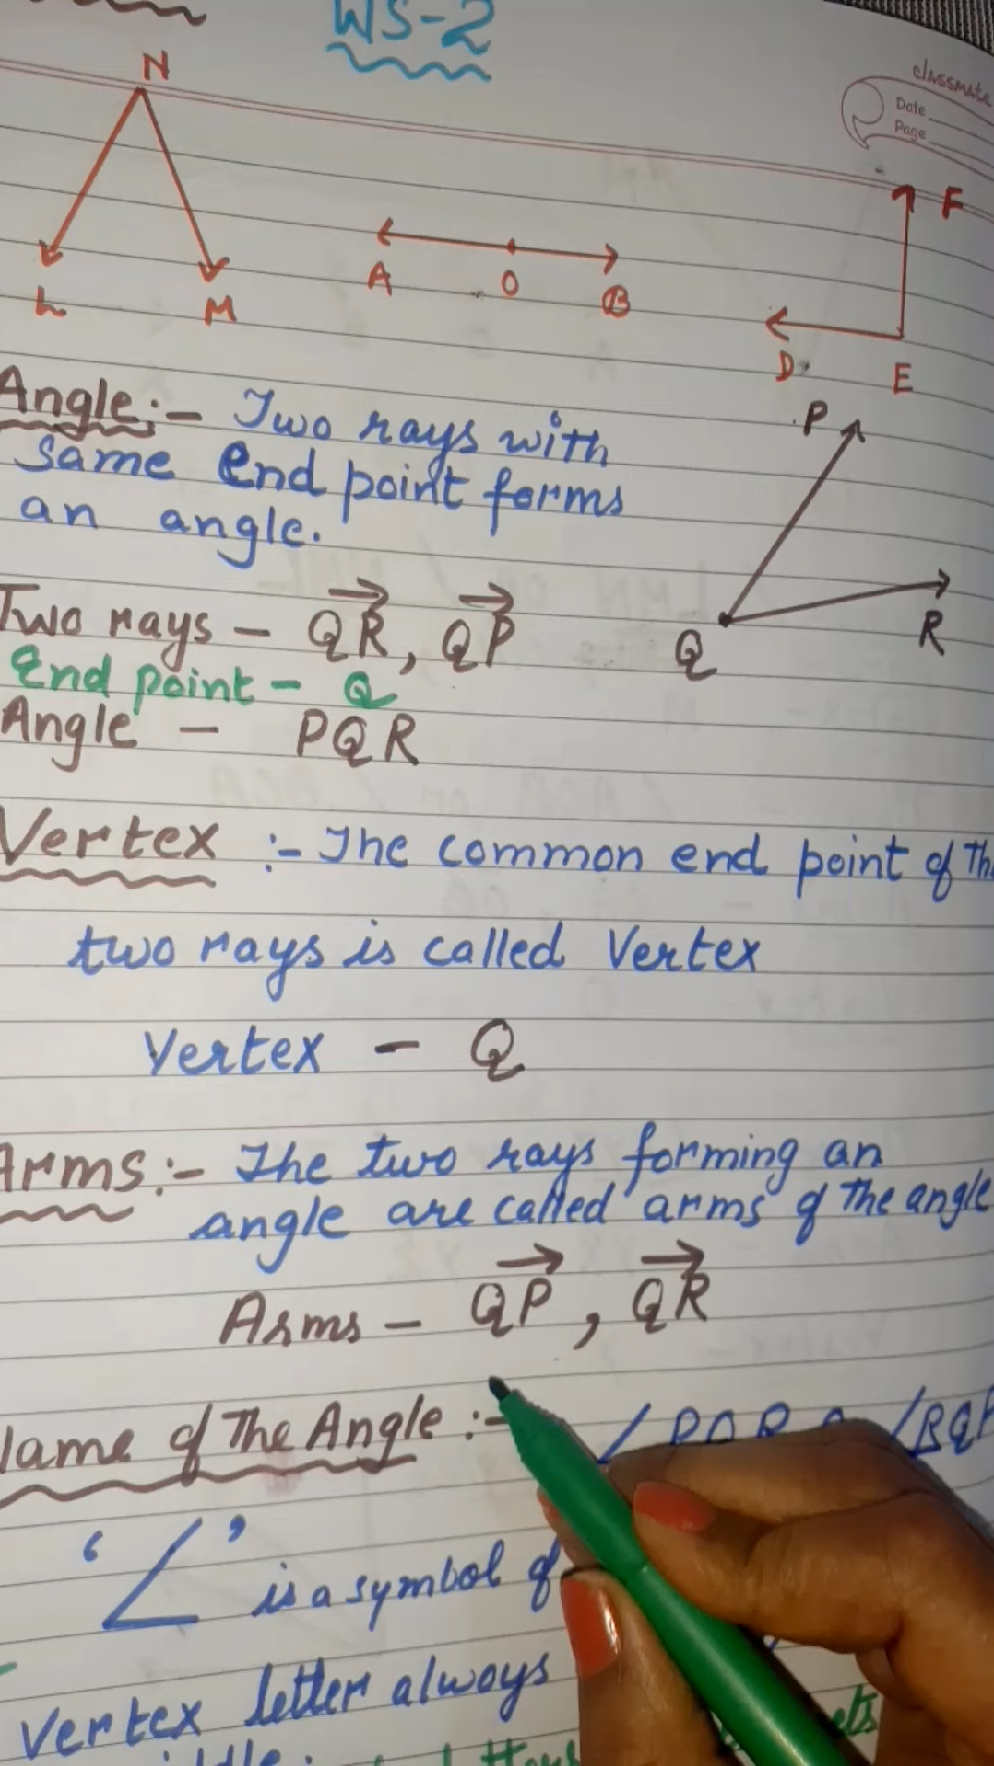 WS-2
classmate
Date
Page
N
L
M
A
O
B
F
D
E
Angle:- Two rays with
same end point forms
an angle.
P
Q
R
Two rays - QR, QP
End point - Q
Angle - PQR
Vertex :- The common end point of
two rays is called Vertex
Vertex - Q
Arms:- The two rays forming an
angle are called arms of the angle
Arms - QP, QR
of The Angle :-
'∠' is a symbol of
Vertex letter always